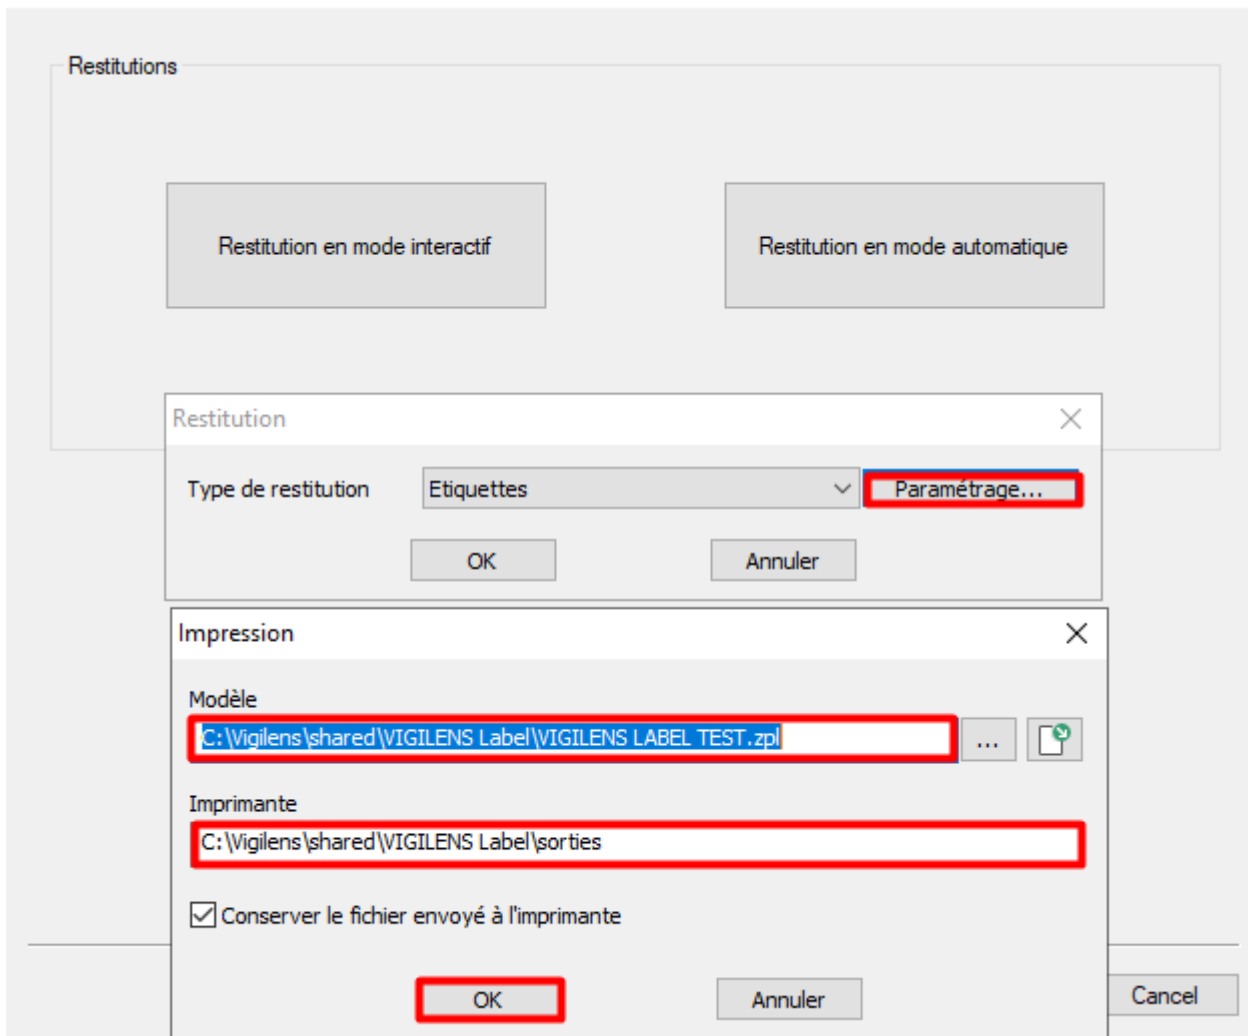 Restitutions
Restitution en mode interactif
Restitution en mode automatique
Restitution
Type de restitution
Etiquettes
Paramétrage...
OK
Annuler
Impression
Modèle
C:\Vigilens\shared\VIGILENS Label\VIGILENS LABEL TEST.zpl
...
Imprimante
C:\Vigilens\shared\VIGILENS Label\sorties
Conserver le fichier envoyé à l'imprimante
OK
Annuler
Cancel